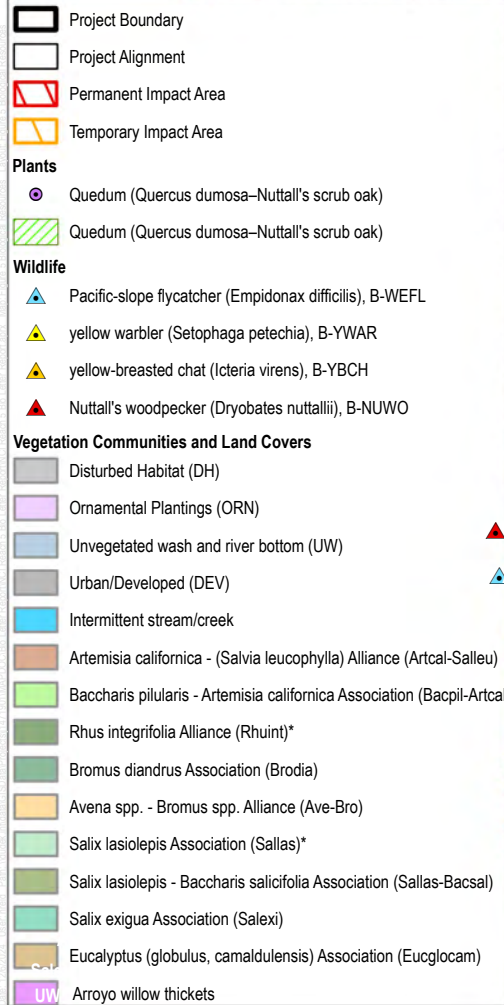 Project Boundary
Project Alignment
Permanent Impact Area
Temporary Impact Area
Plants
Quedum (Quercus dumosa–Nuttall's scrub oak)
Quedum (Quercus dumosa–Nuttall's scrub oak)
Wildlife
Pacific-slope flycatcher (Empidonax difficilis), B-WEFL
yellow warbler (Setophaga petechia), B-YWAR
yellow-breasted chat (Icteria virens), B-YBCH
Nuttall's woodpecker (Dryobates nuttallii), B-NUWO
Vegetation Communities and Land Covers
Disturbed Habitat (DH)
Ornamental Plantings (ORN)
Unvegetated wash and river bottom (UW)
Urban/Developed (DEV)
Intermittent stream/creek
Artemisia californica - (Salvia leucophylla) Alliance (Artcal-Salleu)
Baccharis pilularis - Artemisia californica Association (Bacpil-Artcal
Rhus integrifolia Alliance (Rhuint)*
Bromus diandrus Association (Brodia)
Avena spp. - Bromus spp. Alliance (Ave-Bro)
Salix lasiolepis Association (Sallas)*
Salix lasiolepis - Baccharis salicifolia Association (Sallas-Bacsal)
Salix exigua Association (Salexi)
Eucalyptus (globulus, camaldulensis) Association (Eucglocam)
UW Arroyo willow thickets